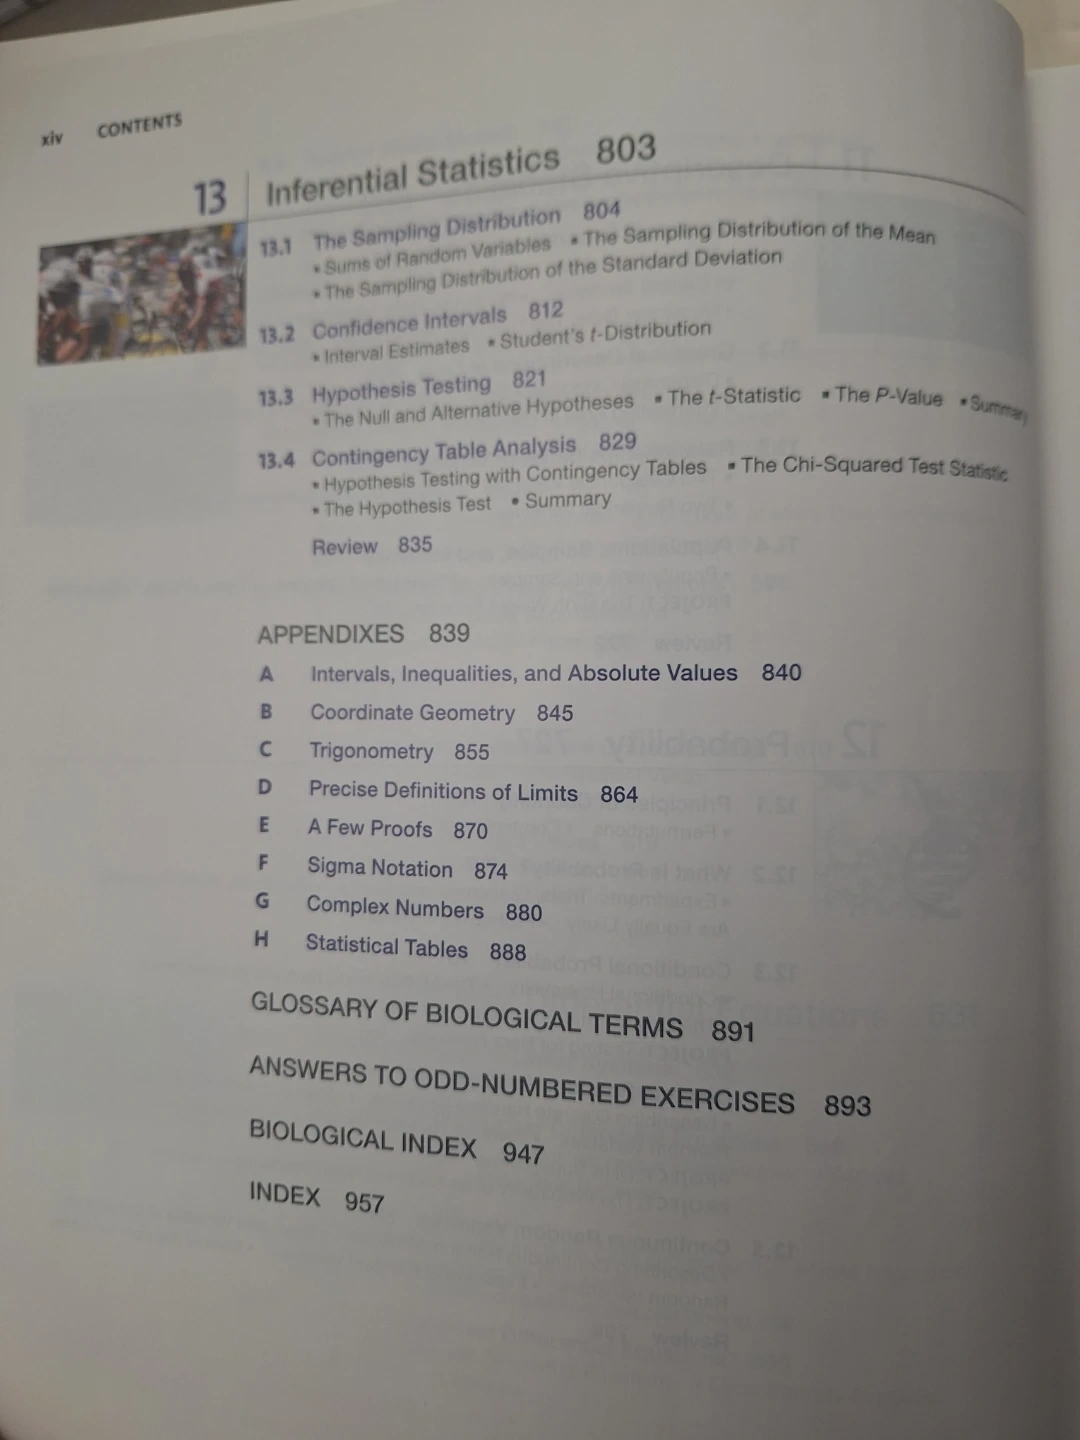 xiv CONTENTS
13 Inferential Statistics 803
13.1 The Sampling Distribution 804
▪ Sums of Random Variables ▪ The Sampling Distribution of the Mean
▪ The Sampling Distribution of the Standard Deviation
13.2 Confidence Intervals 812
▪ Interval Estimates ▪ Student's t-Distribution
13.3 Hypothesis Testing 821
▪ The Null and Alternative Hypotheses ▪ The t-Statistic ▪ The P-Value ▪ Summary
13.4 Contingency Table Analysis 829
▪ Hypothesis Testing with Contingency Tables ▪ The Chi-Squared Test Statistic
▪ The Hypothesis Test ▪ Summary
Review 835
APPENDIXES 839
A Intervals, Inequalities, and Absolute Values 840
B Coordinate Geometry 845
C Trigonometry 855
D Precise Definitions of Limits 864
E A Few Proofs 870
F Sigma Notation 874
G Complex Numbers 880
H Statistical Tables 888
GLOSSARY OF BIOLOGICAL TERMS 891
ANSWERS TO ODD-NUMBERED EXERCISES 893
BIOLOGICAL INDEX 947
INDEX 957